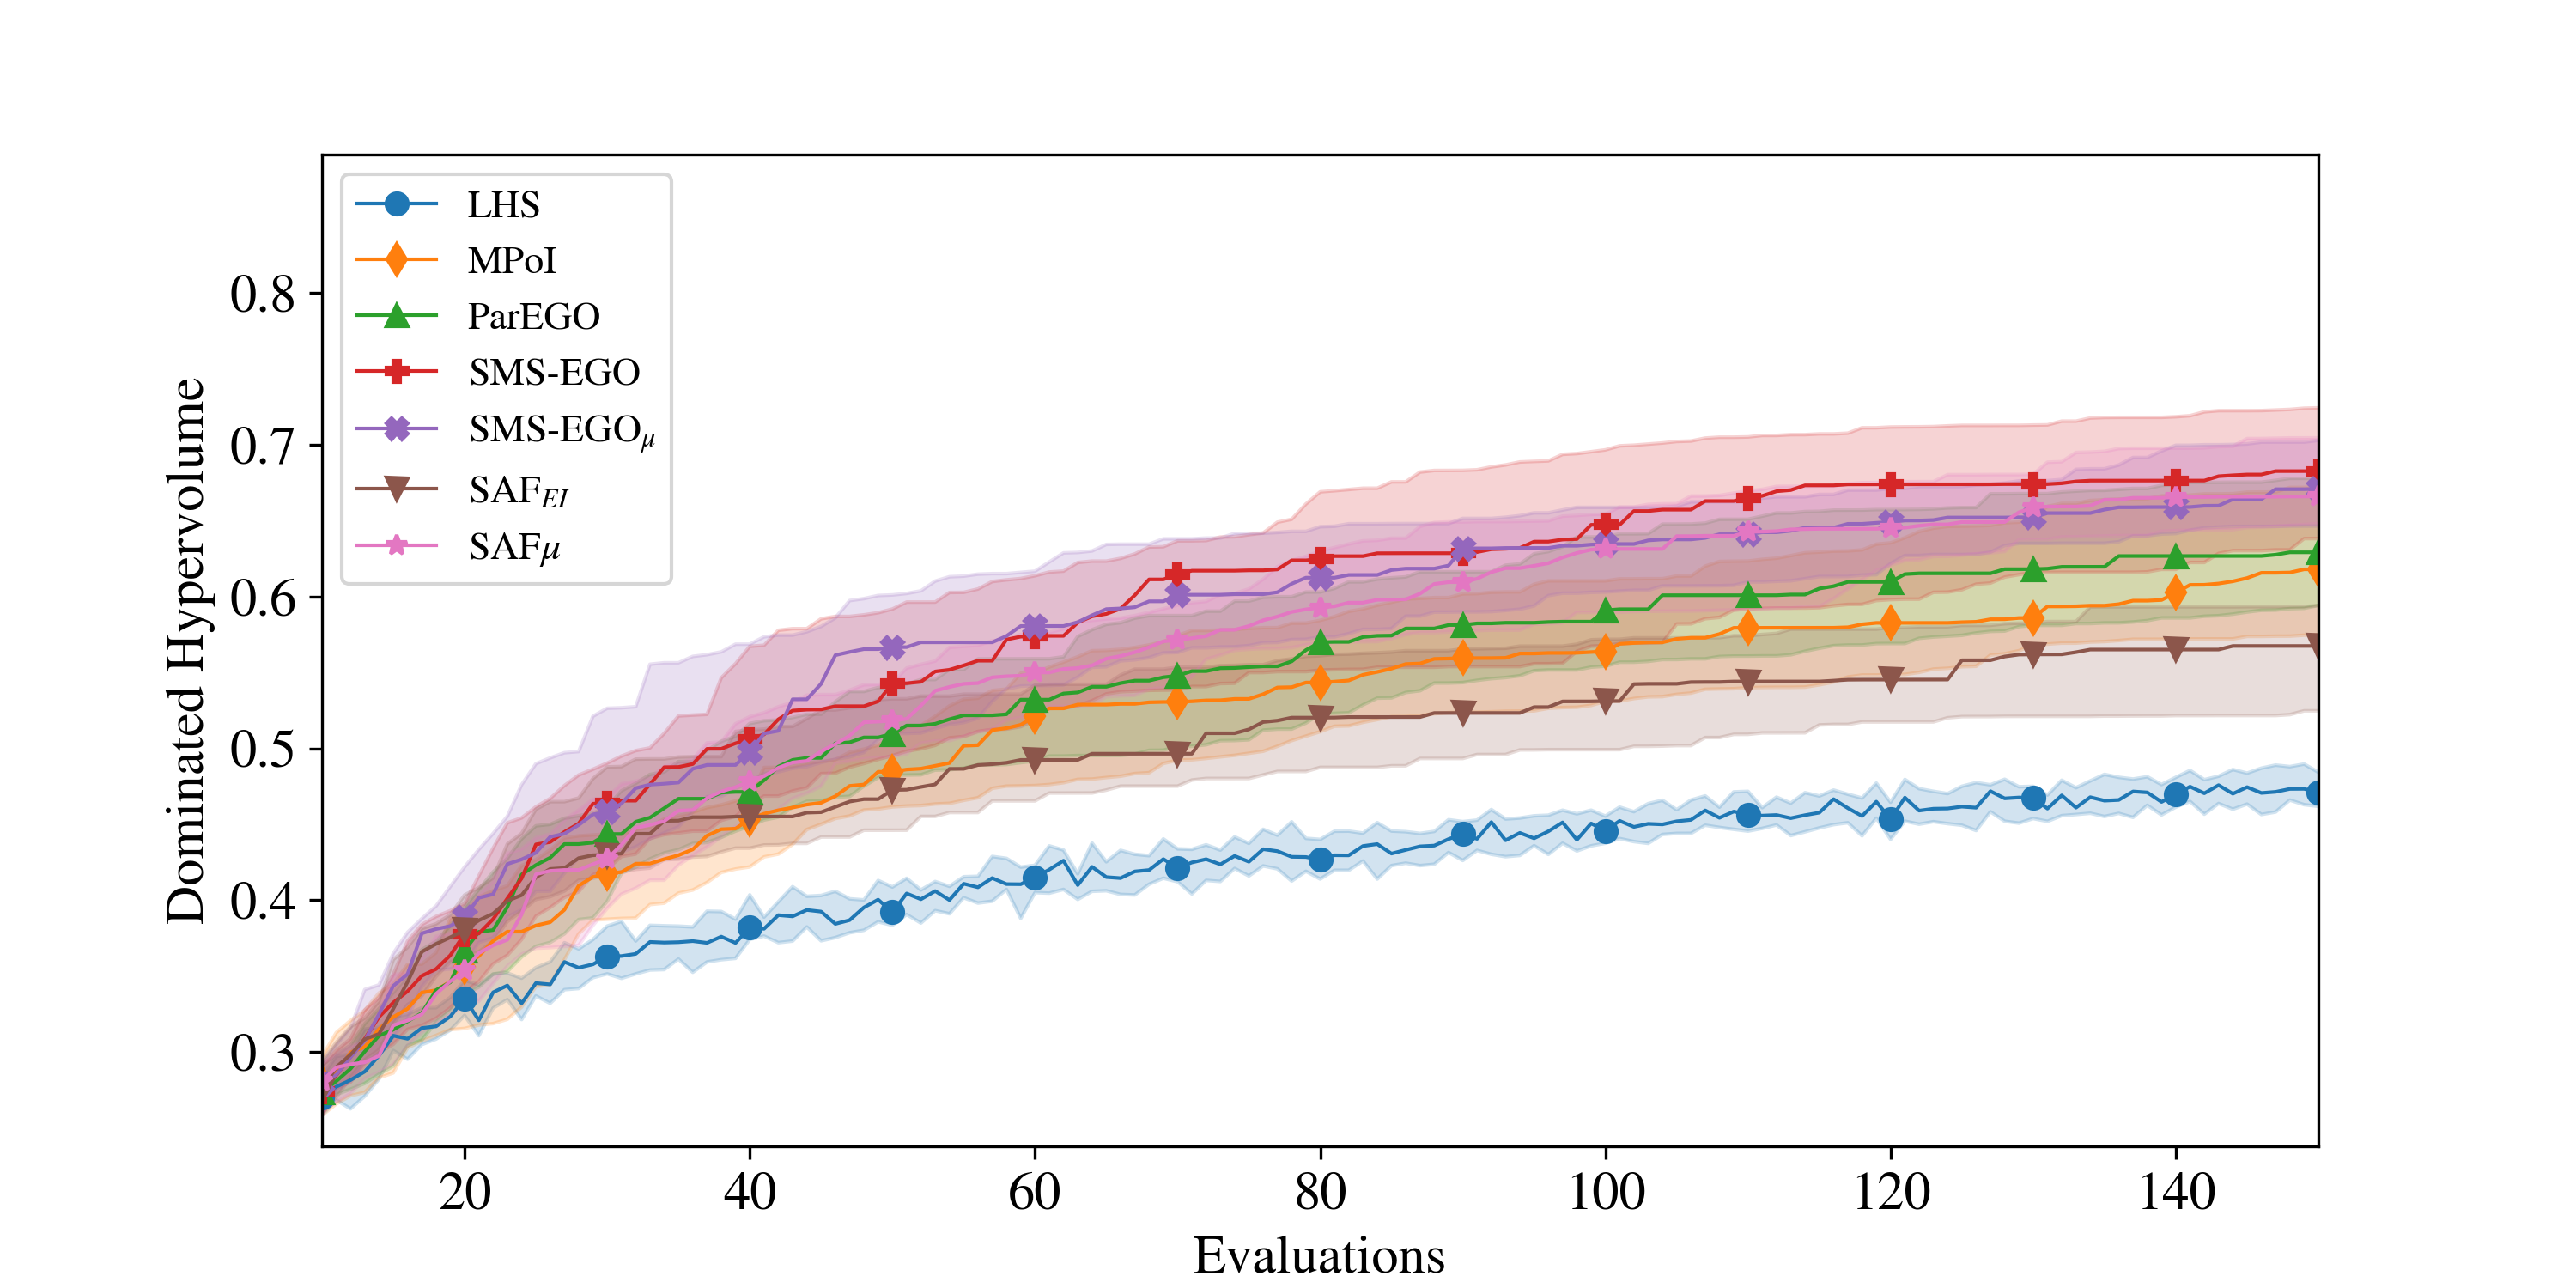 LHS
MPoI
ParEGO
SMS-EGO
SMS-EGOμ
SAFEI
SAFμ
0.8
0.7
0.6
0.5
0.4
0.3
Dominated Hypervolume
20 40 60 80 100 120 140
Evaluations